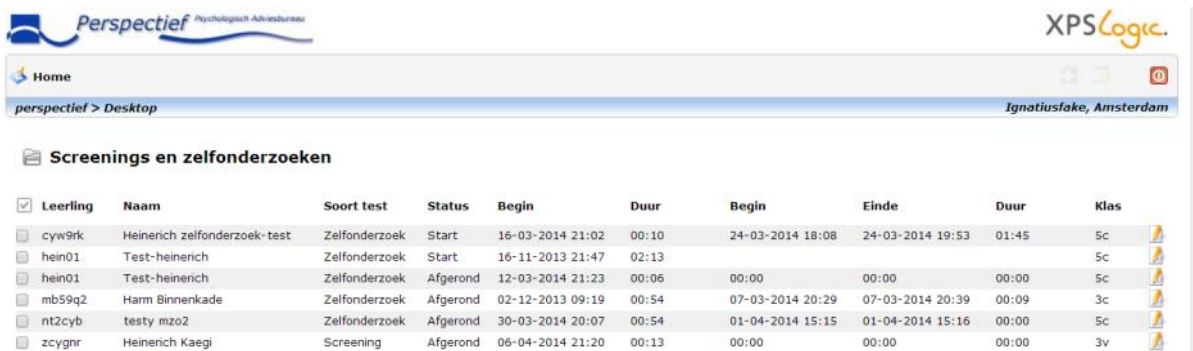 Perspectief Psychologisch Adviesbureau
XPSLogic.
Home
perspectief > Desktop Ignatiusfake, Amsterdam
Screenings en zelfonderzoeken
Leerling Naam Soort test Status Begin Duur Begin Einde Duur Klas
cyw9rk Heinerich zelfonderzoek-test Zelfonderzoek Start 16-03-2014 21:02 00:10 24-03-2014 18:08 24-03-2014 19:53 01:45 5c
hein01 Test-heinerich Zelfonderzoek Start 16-11-2013 21:47 02:13 5c
hein01 Test-heinerich Zelfonderzoek Afgerond 12-03-2014 21:23 00:06 00:00 00:00 00:00 5c
mb59q2 Harm Binnenkade Zelfonderzoek Afgerond 02-12-2013 09:19 00:54 07-03-2014 20:29 07-03-2014 20:39 00:09 3c
nt2cyb testy mzo2 Zelfonderzoek Afgerond 30-03-2014 20:07 00:54 01-04-2014 15:15 01-04-2014 15:16 00:00 5c
zcygnr Heinerich Kaegi Screening Afgerond 06-04-2014 21:20 00:13 00:00 00:00 00:00 3v